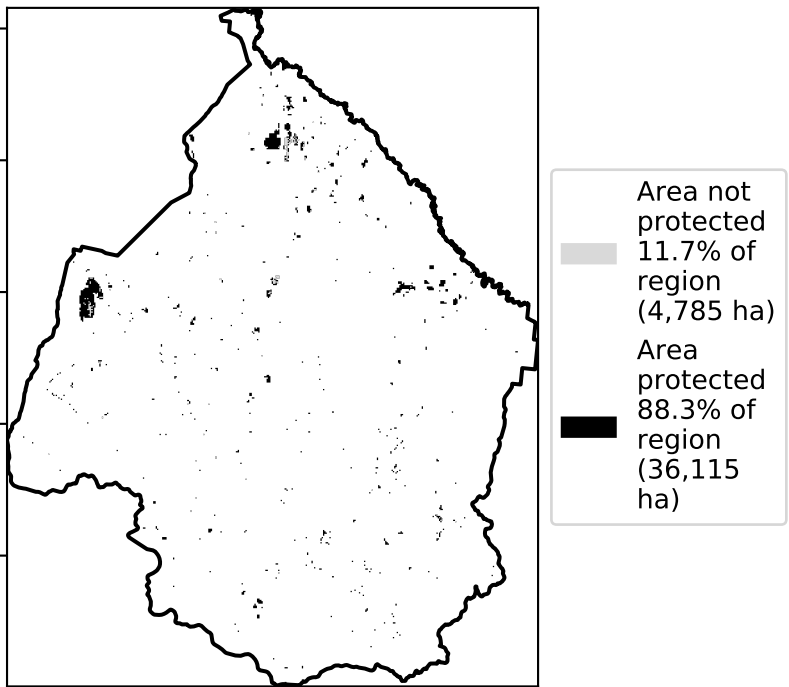 Area not
protected
11.7% of
region
(4,785 ha)
Area
protected
88.3% of
region
(36,115
ha)